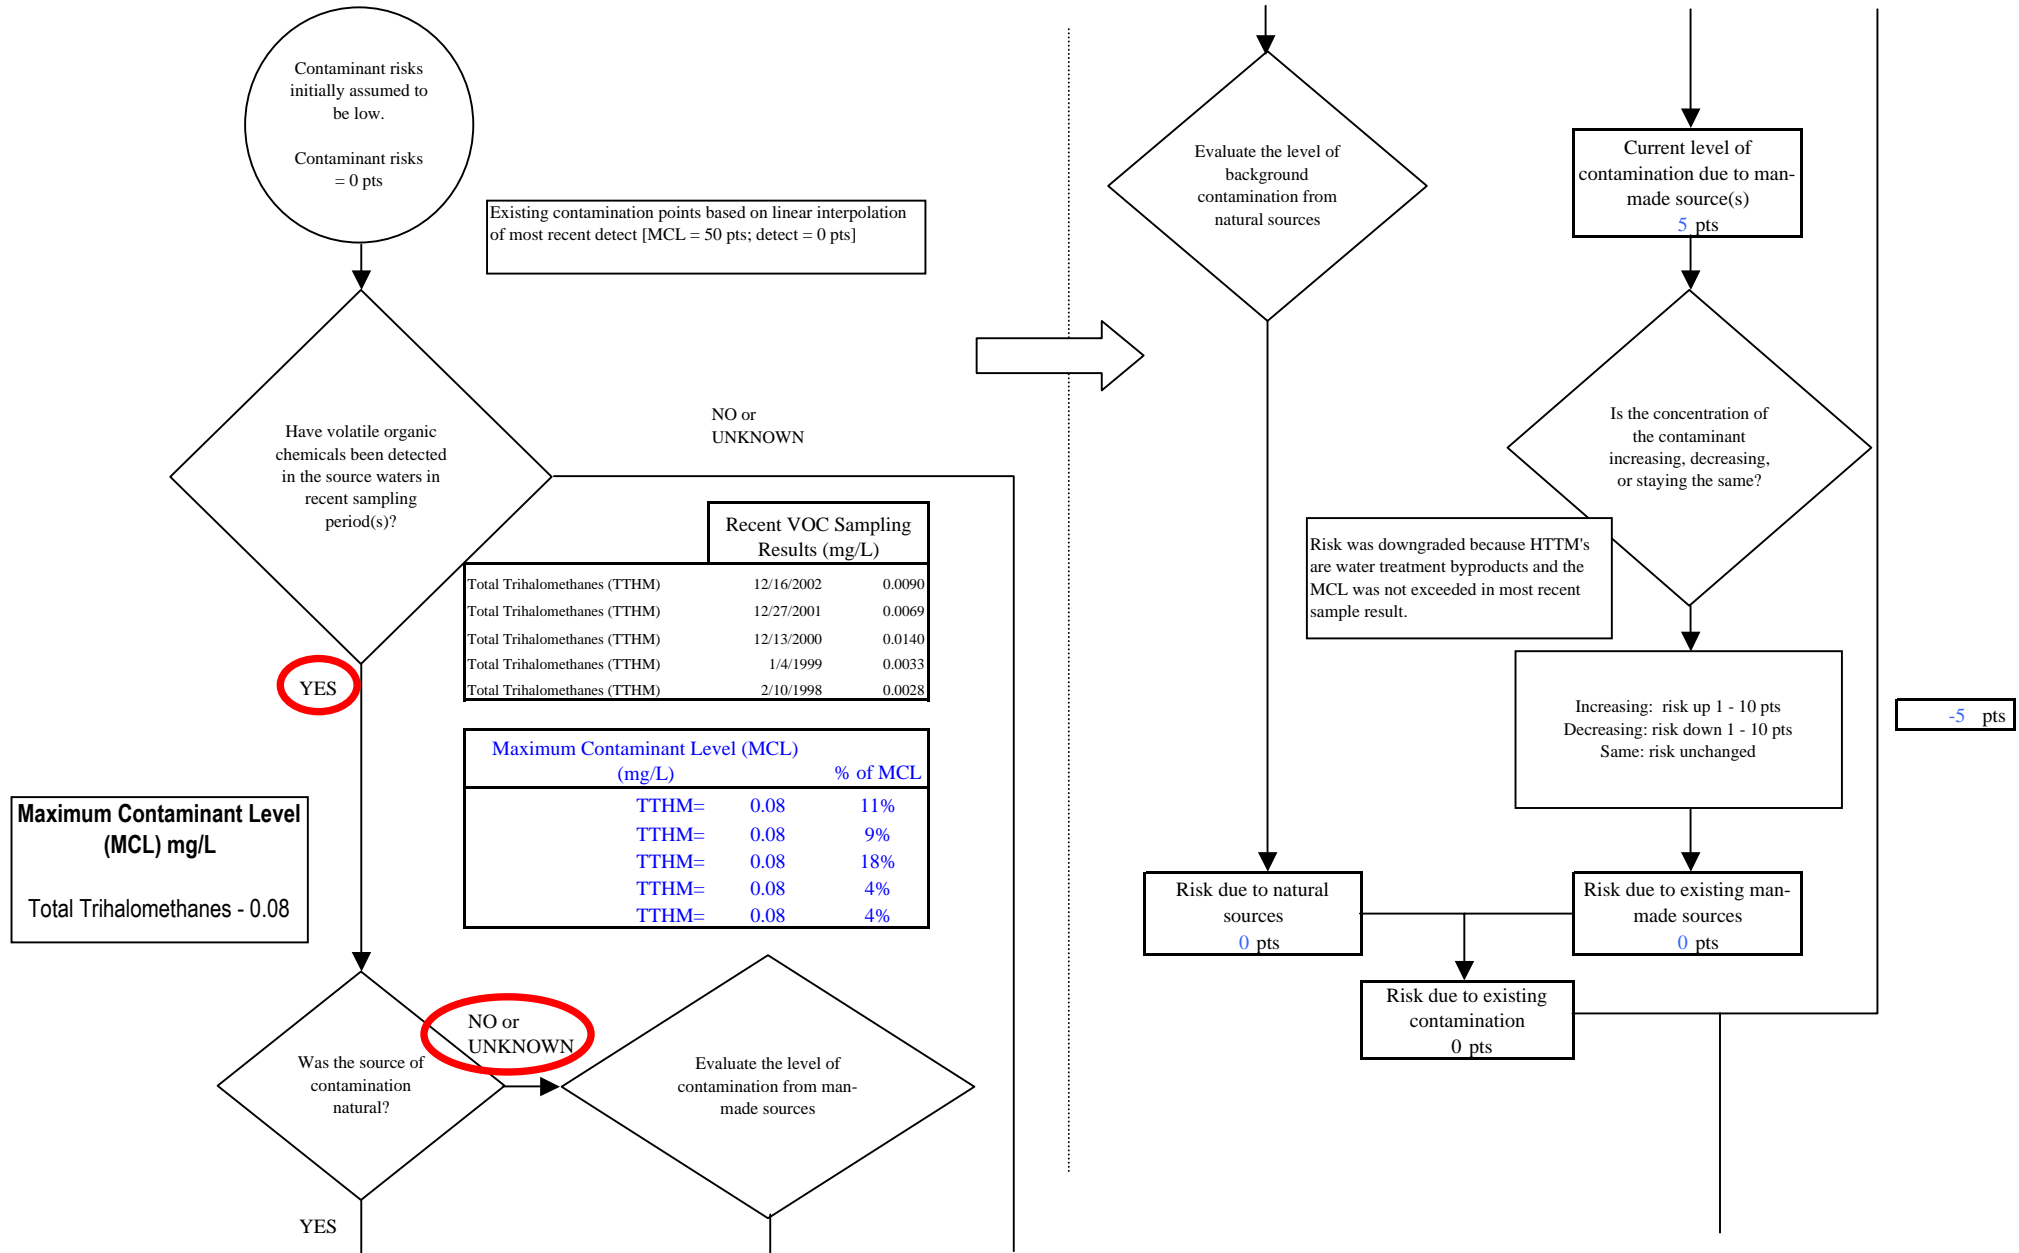 Contaminant risks
initially assumed to
be low.
Contaminant risks
= 0 pts
Existing contamination points based on linear interpolation
of most recent detect [MCL = 50 pts; detect = 0 pts]
Have volatile organic
chemicals been detected
in the source waters in
recent sampling
period(s)?
NO or
UNKNOWN
Recent VOC Sampling
Results (mg/L)
Total Trihalomethanes (TTHM) 12/16/2002 0.0090
Total Trihalomethanes (TTHM) 12/27/2001 0.0069
Total Trihalomethanes (TTHM) 12/13/2000 0.0140
Total Trihalomethanes (TTHM) 1/4/1999 0.0033
Total Trihalomethanes (TTHM) 2/10/1998 0.0028
YES
Maximum Contaminant Level (MCL)
(mg/L) % of MCL
TTHM= 0.08 11%
TTHM= 0.08 9%
TTHM= 0.08 18%
TTHM= 0.08 4%
TTHM= 0.08 4%
Maximum Contaminant Level
(MCL) mg/L
Total Trihalomethanes - 0.08
Was the source of
contamination
natural?
NO or
UNKNOWN
Evaluate the level of
contamination from man-
made sources
YES
Evaluate the level of
background
contamination from
natural sources
Current level of
contamination due to man-
made source(s)
5 pts
Is the concentration of
the contaminant
increasing, decreasing,
or staying the same?
Risk was downgraded because HTTM's
are water treatment byproducts and the
MCL was not exceeded in most recent
sample result.
Increasing: risk up 1 - 10 pts
Decreasing: risk down 1 - 10 pts
Same: risk unchanged
-5 pts
Risk due to natural
sources
0 pts
Risk due to existing man-
made sources
0 pts
Risk due to existing
contamination
0 pts